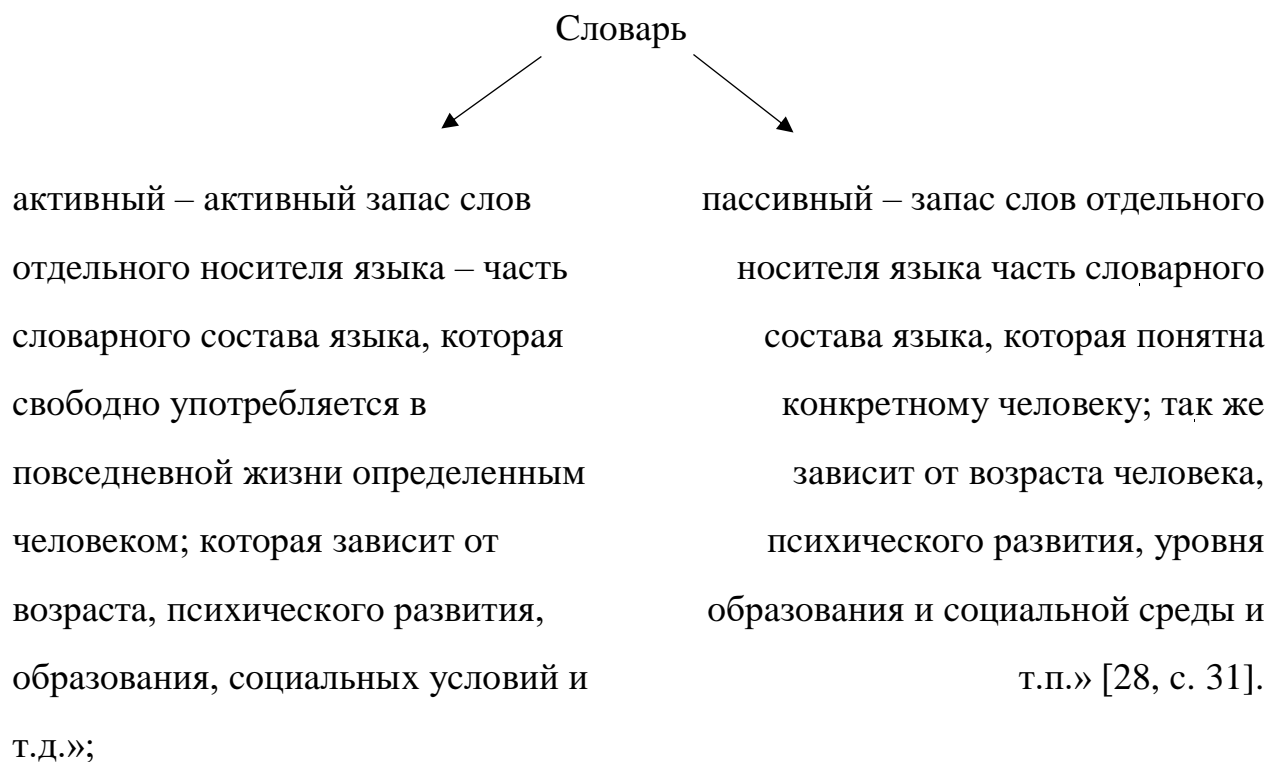 Словарь
активный – активный запас слов
отдельного носителя языка – часть
словарного состава языка, которая
свободно употребляется в
повседневной жизни определенным
человеком; которая зависит от
возраста, психического развития,
образования, социальных условий и
т.д.»;
пассивный – запас слов отдельного
носителя языка часть словарного
состава языка, которая понятна
конкретному человеку; так же
зависит от возраста человека,
психического развития, уровня
образования и социальной среды и
т.п.» [28, с. 31].